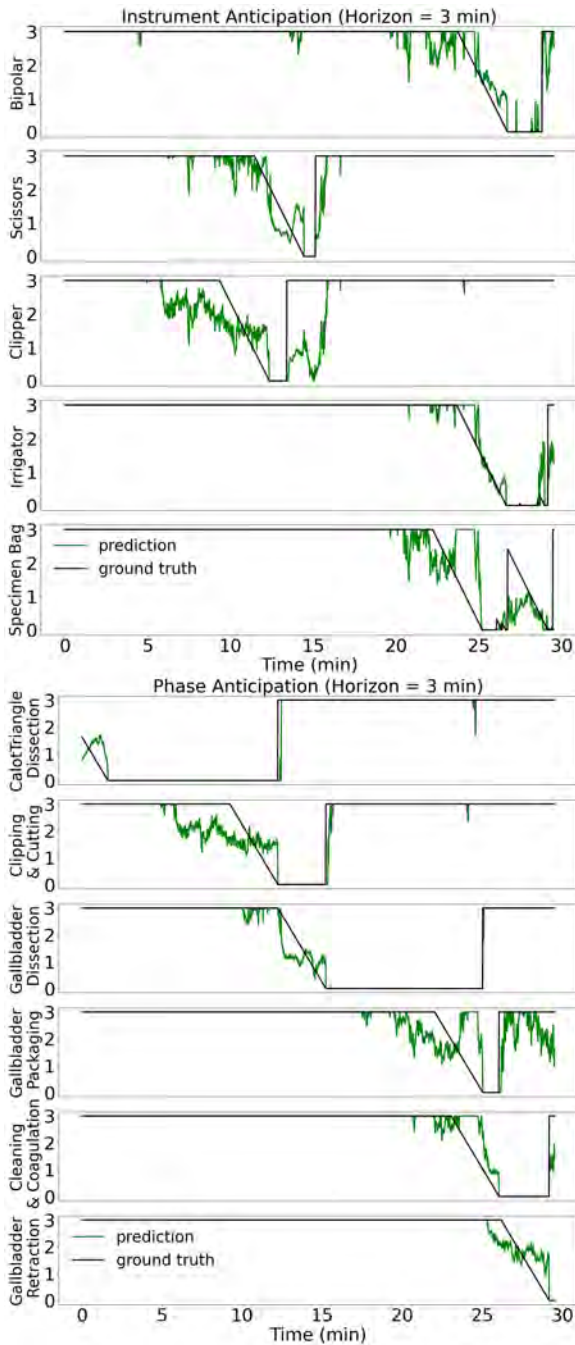 Instrument Anticipation (Horizon = 3 min)
3
2
1
0
Bipolar
3
2
1
0
Scissors
3
2
1
0
Clipper
3
2
1
0
Irrigator
3
2
1
0
Specimen Bag
prediction
ground truth
0 5 10 15 20 25 30
Time (min)
Phase Anticipation (Horizon = 3 min)
3
2
1
0
CalotTriangle
Dissection
3
2
1
0
Clipping
& Cutting
3
2
1
0
Gallbladder
Dissection
3
2
1
0
Gallbladder
Packaging
3
2
1
0
Cleaning
& Coagulation
3
2
1
0
Gallbladder
Retraction
prediction
ground truth
0 5 10 15 20 25 30
Time (min)